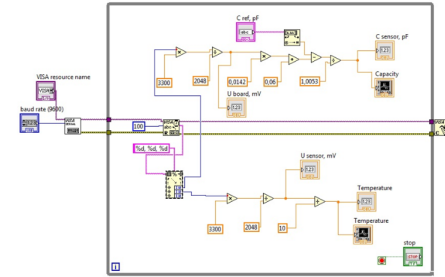 C ref, pF
C sensor, pF
3300
2048
0,0142
0,06
1,0053
Capacity
U board, mV
VISA resource name
baud rate (9600)
100
%d, %d, %d
U sensor, mV
3300
2048
10
Temperature
Temperature
stop
i